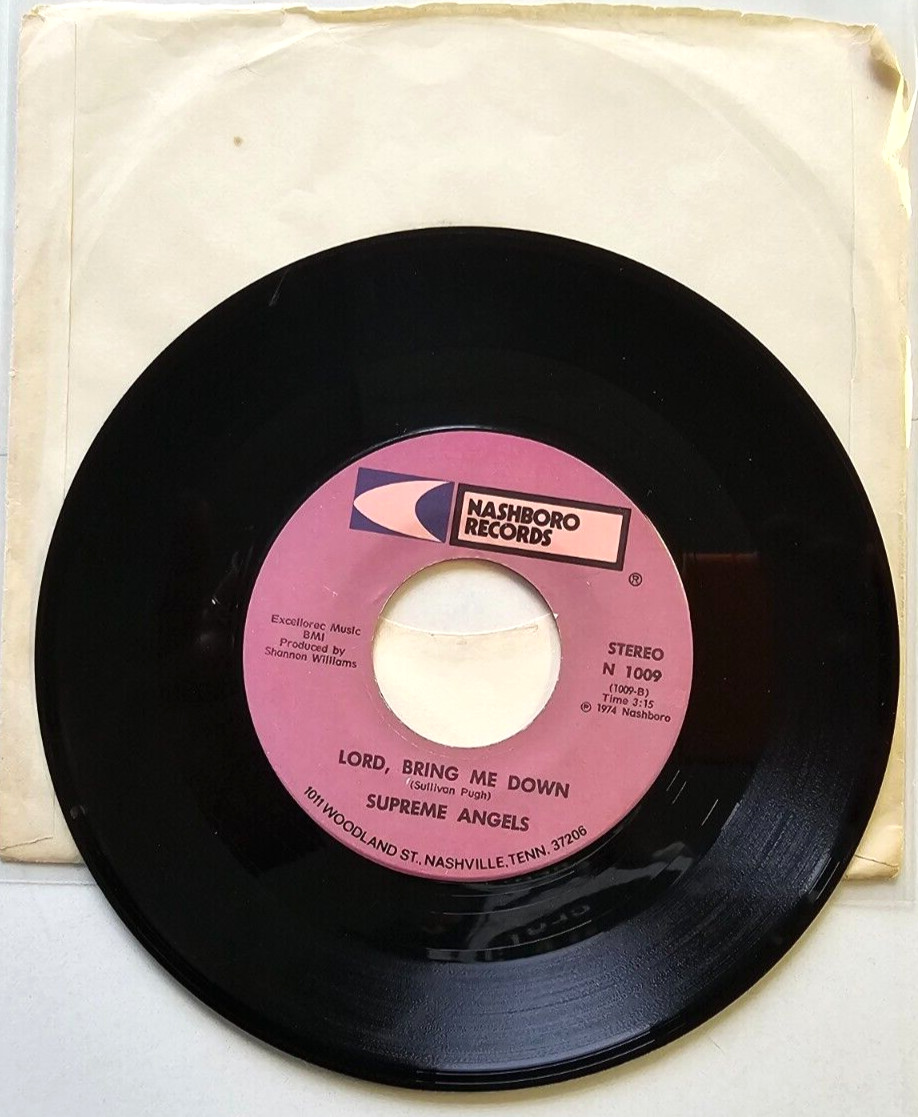 NASHBORO
RECORDS
®
Excellorec Music
BMI
Produced by
Shannon Williams
STEREO
N 1009
(1009-B)
Time 3:15
℗ 1974 Nashboro
LORD, BRING ME DOWN
(Sullivan Pugh)
SUPREME ANGELS
1011 WOODLAND ST., NASHVILLE, TENN. 37206